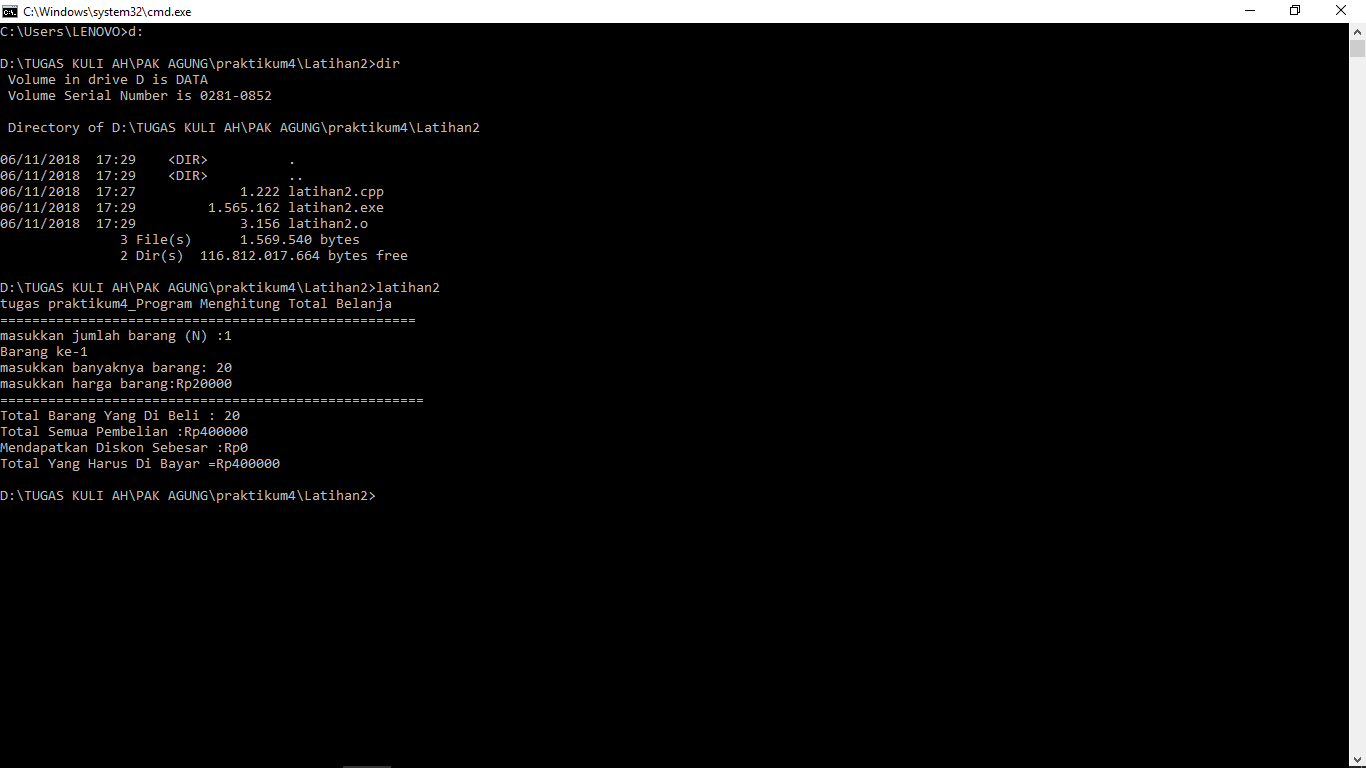 C:\Windows\system32\cmd.exe
C:\Users\LENOVO>d:
D:\TUGAS KULI AH\PAK AGUNG\praktikum4\Latihan2>dir
 Volume in drive D is DATA
 Volume Serial Number is 0281-0852
 Directory of D:\TUGAS KULI AH\PAK AGUNG\praktikum4\Latihan2
06/11/2018  17:29    <DIR>          .
06/11/2018  17:29    <DIR>          ..
06/11/2018  17:27             1.222 latihan2.cpp
06/11/2018  17:29         1.565.162 latihan2.exe
06/11/2018  17:29             3.156 latihan2.o
               3 File(s)      1.569.540 bytes
               2 Dir(s)  116.812.017.664 bytes free
D:\TUGAS KULI AH\PAK AGUNG\praktikum4\Latihan2>latihan2
tugas praktikum4_Program Menghitung Total Belanja
====================================================
masukkan jumlah barang (N) :1
Barang ke-1
masukkan banyaknya barang: 20
masukkan harga barang:Rp20000
=====================================================
Total Barang Yang Di Beli : 20
Total Semua Pembelian :Rp400000
Mendapatkan Diskon Sebesar :Rp0
Total Yang Harus Di Bayar =Rp400000
D:\TUGAS KULI AH\PAK AGUNG\praktikum4\Latihan2>